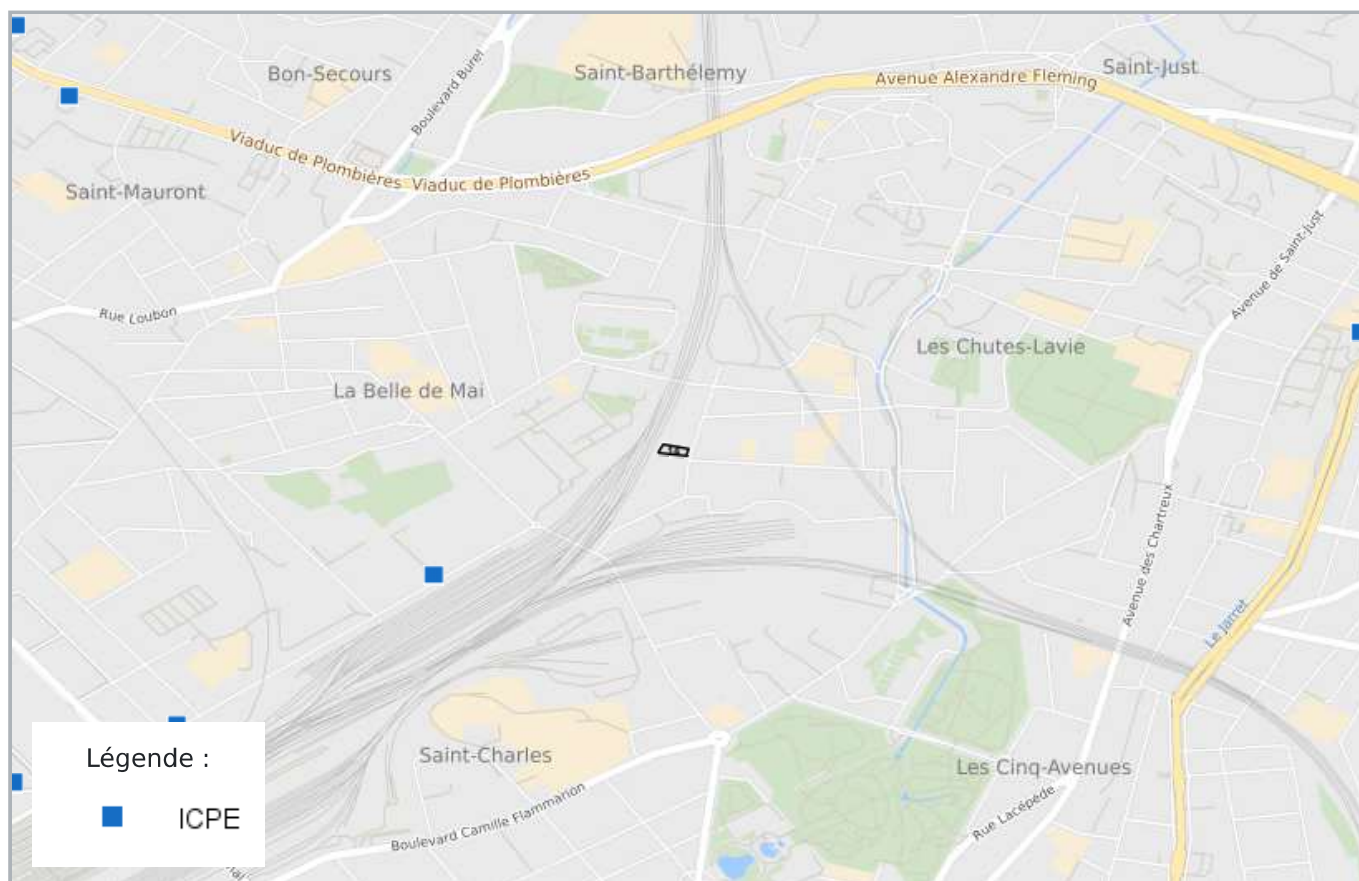 Bon-Secours
Boulevard Burel
Saint-Barthélemy
Avenue Alexandre Fleming
Saint-Just
Viaduc de Plombières
Viaduc de Plombières
Saint-Mauront
Avenue de Saint-Just
Rue Loubon
Les Chutes-Lavie
La Belle de Mai
Avenue des Chartreux
Le Jarret
Saint-Charles
Les Cinq-Avenues
Rue Lacépède
Boulevard Camille Flammarion
Légende :
ICPE